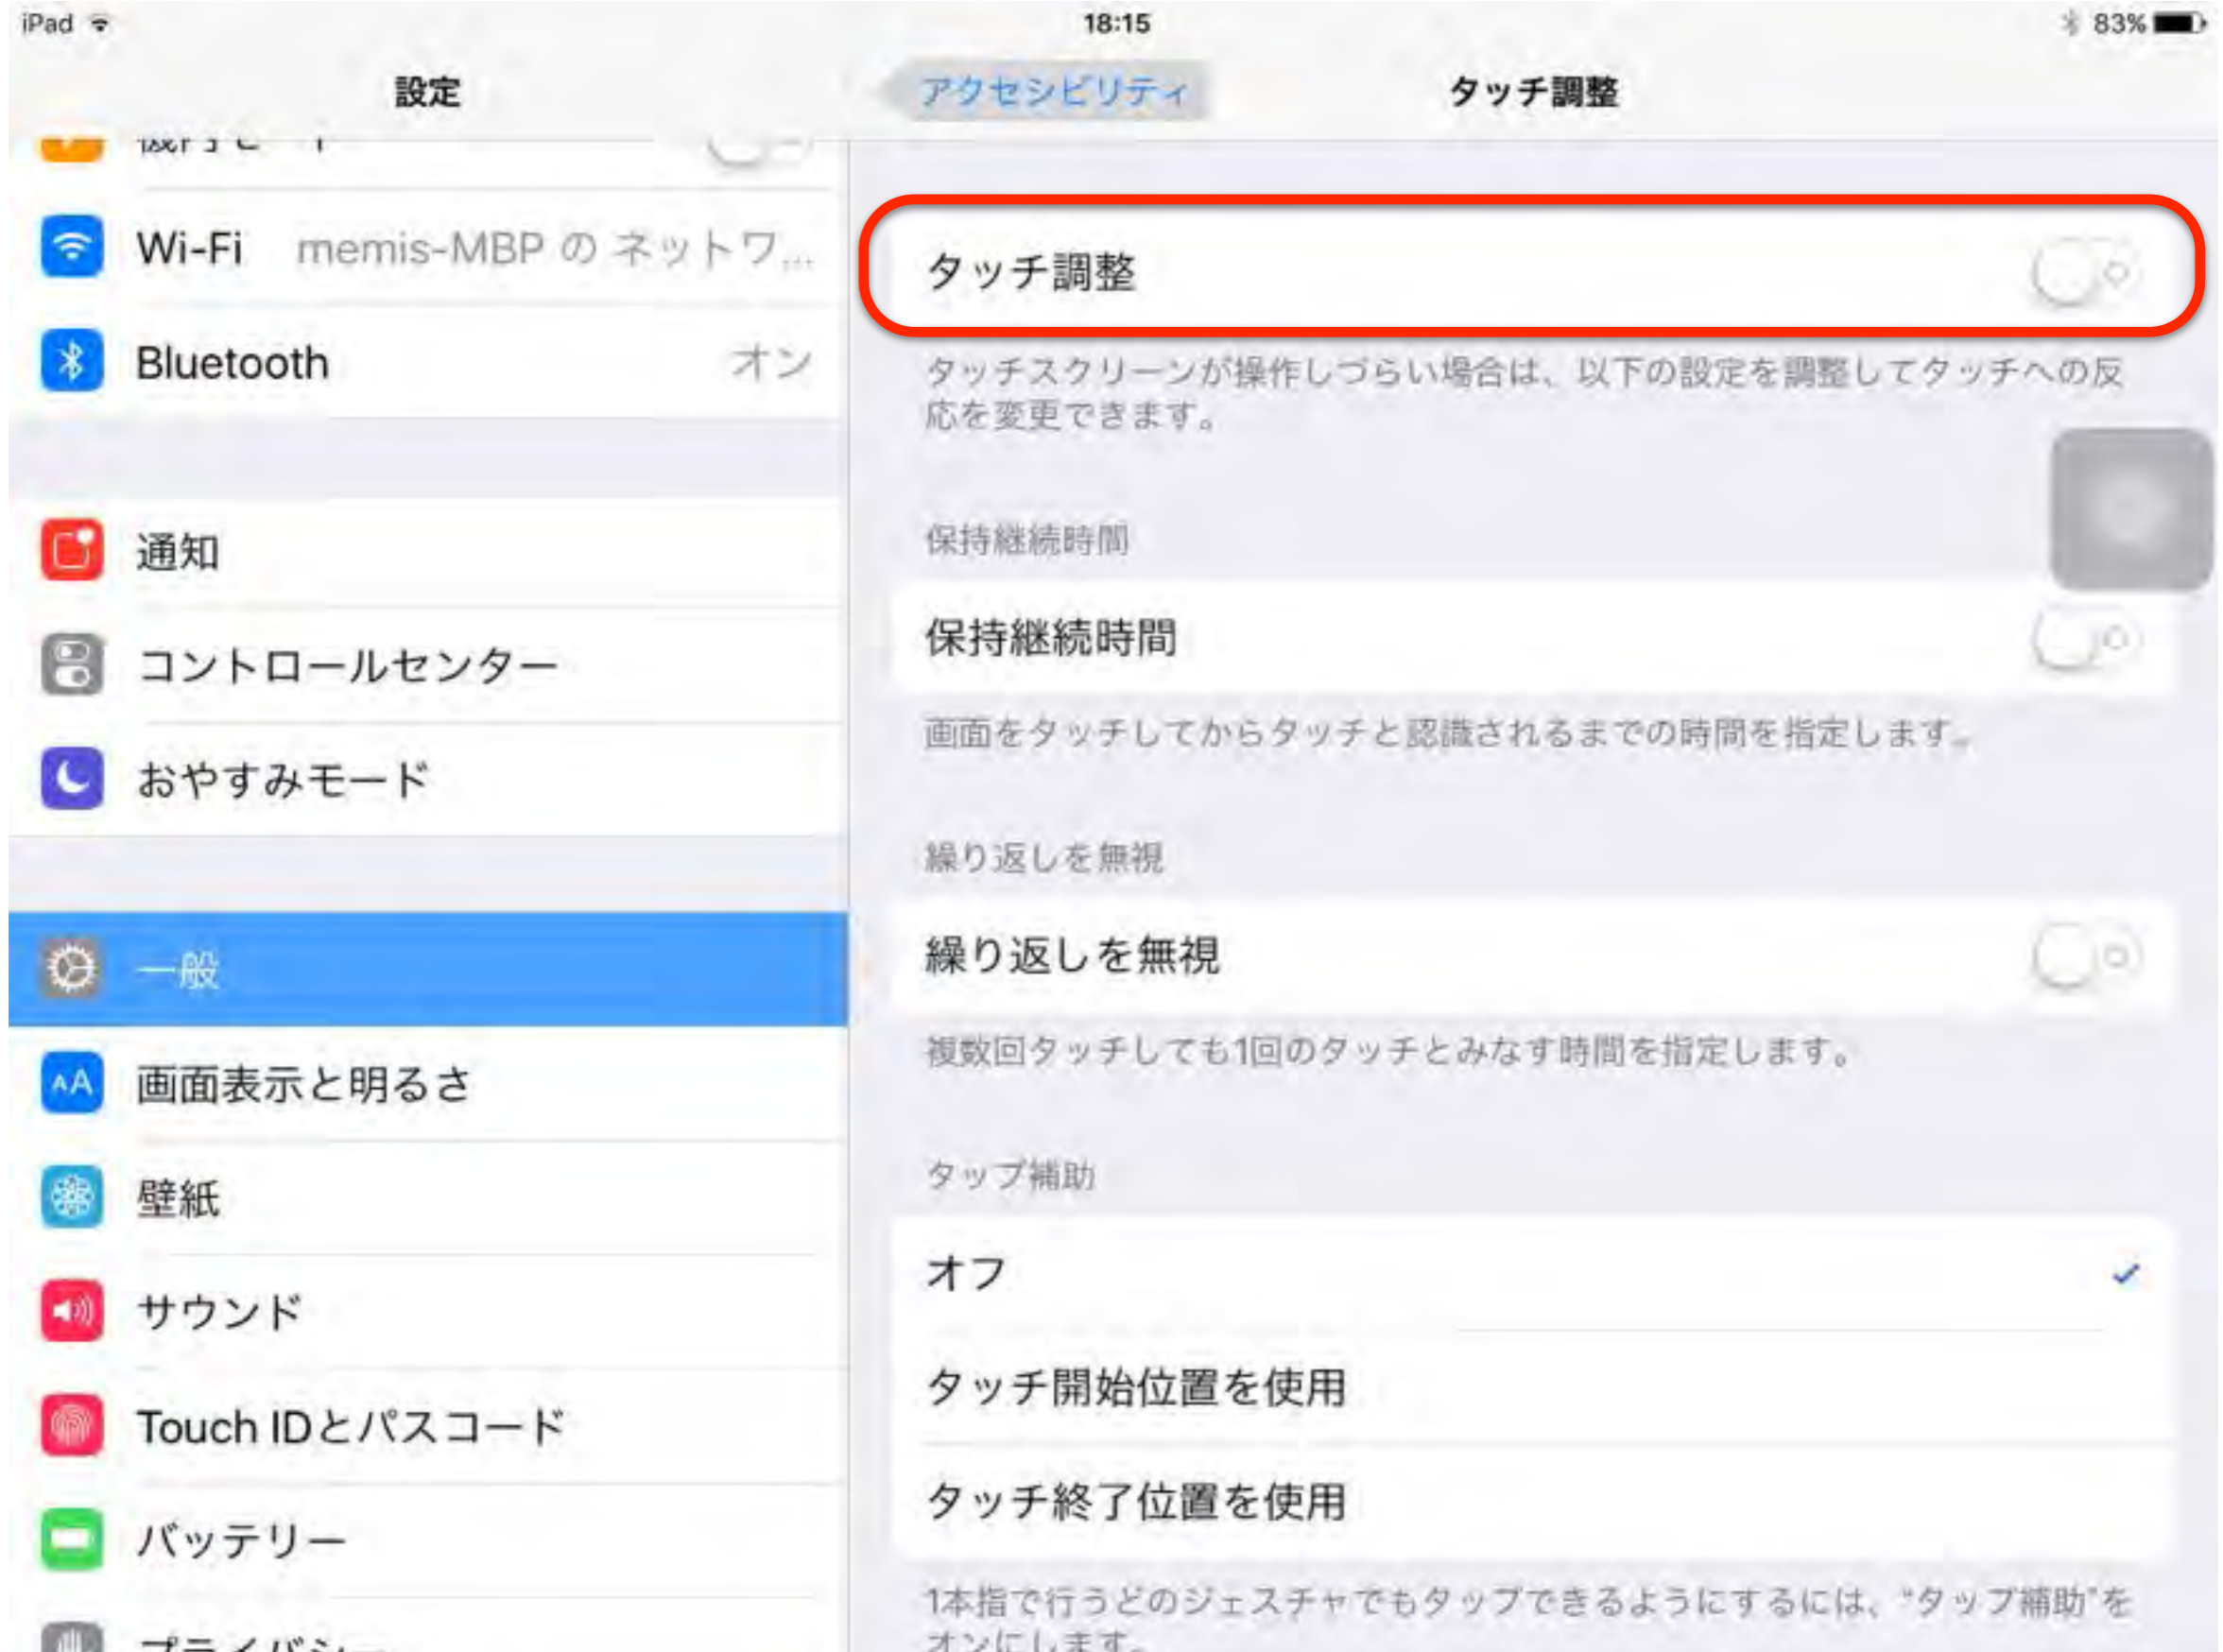 iPad
18:15
83%
設定
アクセシビリティ
タッチ調整
Wi-Fi memis-MBP の ネットワ...
Bluetooth オン
通知
コントロールセンター
おやすみモード
一般
AA 画面表示と明るさ
壁紙
サウンド
Touch IDとパスコード
バッテリー
プライバシー
タッチ調整
タッチスクリーンが操作しづらい場合は、以下の設定を調整してタッチへの反
応を変更できます。
保持継続時間
保持継続時間
画面をタッチしてからタッチと認識されるまでの時間を指定します。
繰り返しを無視
繰り返しを無視
複数回タッチしても1回のタッチとみなす時間を指定します。
タップ補助
オフ
タッチ開始位置を使用
タッチ終了位置を使用
1本指で行うどのジェスチャでもタップできるようにするには、“タップ補助”を
オンにします。